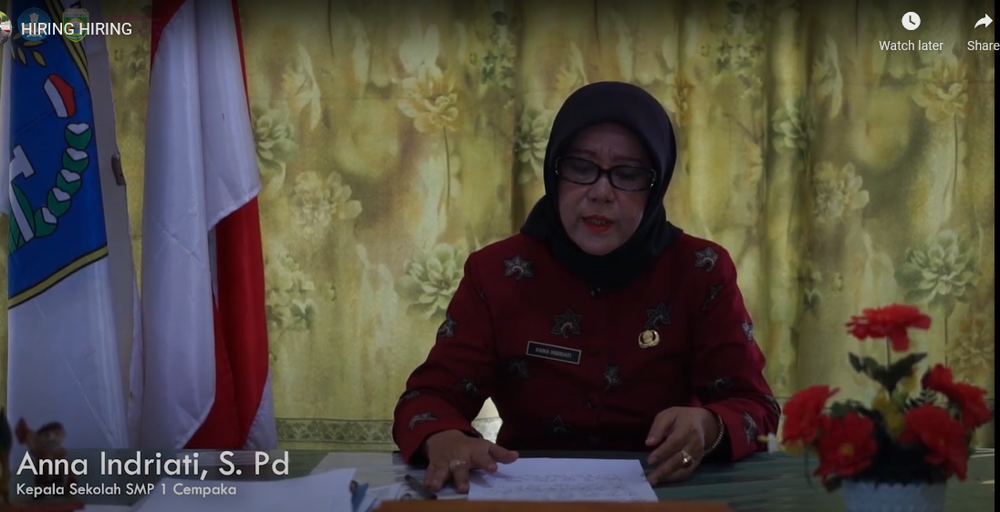 HIRING HIRING
Watch later
Share
ANNA INDRIATI
Anna Indriati, S. Pd
Kepala Sekolah SMP 1 Cempaka